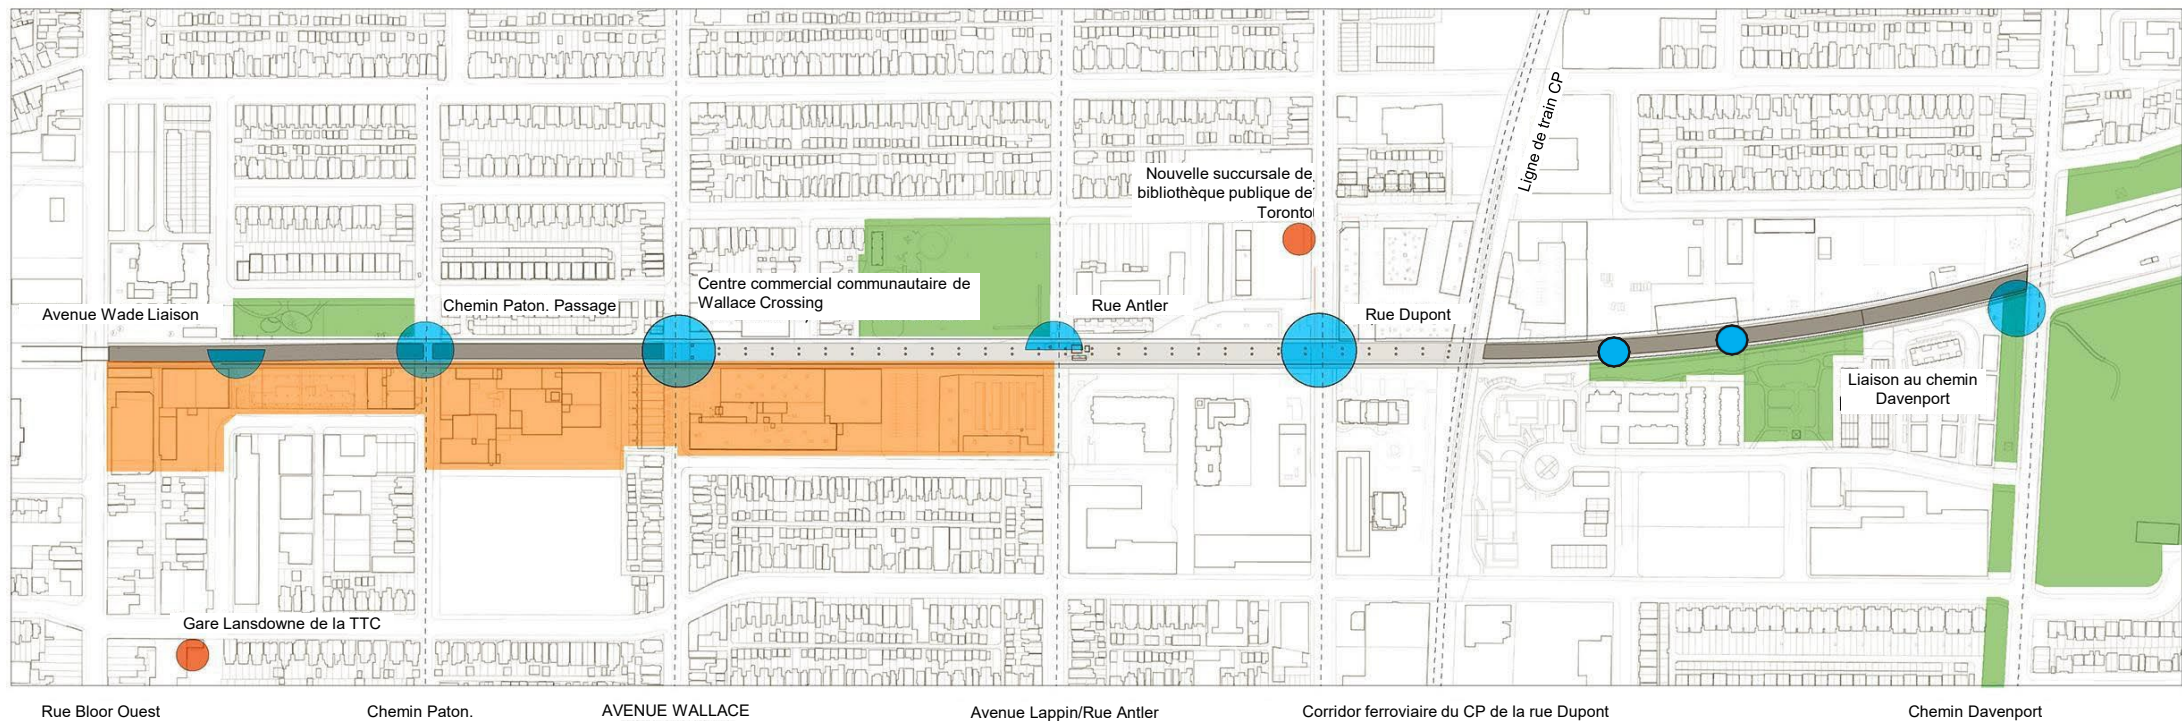 Ligne de train CP
Nouvelle succursale de
bibliothèque publique de
Toronto
Centre commercial communautaire de
Wallace Crossing
Avenue Wade Liaison
Chemin Paton. Passage
Rue Antler
Rue Dupont
Liaison au chemin
Davenport
Gare Lansdowne de la TTC
Rue Bloor Ouest
Chemin Paton.
AVENUE WALLACE
Avenue Lappin/Rue Antler
Corridor ferroviaire du CP de la rue Dupont
Chemin Davenport